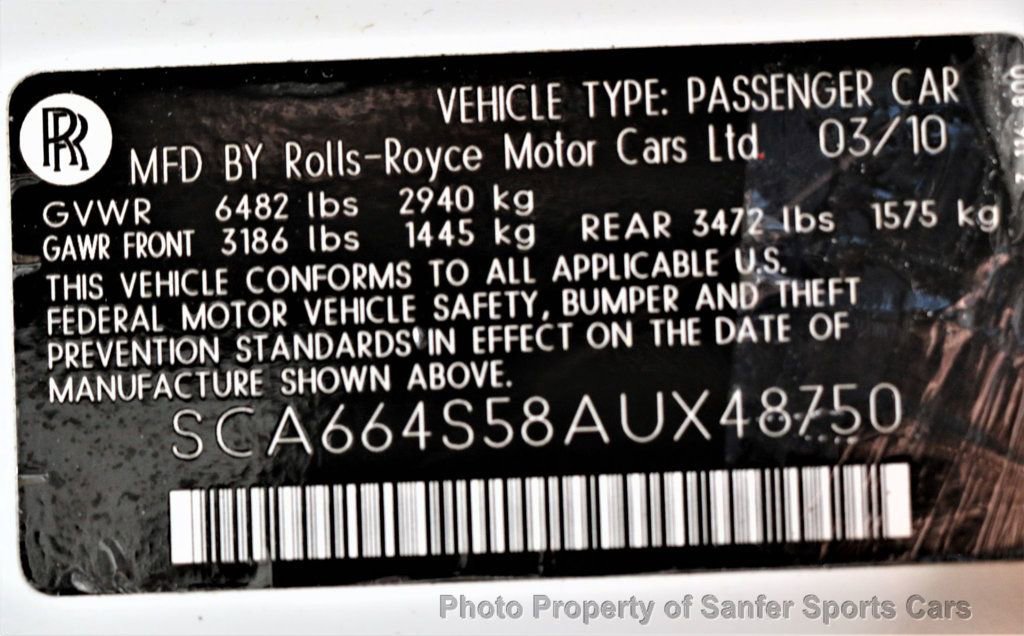 RR
VEHICLE TYPE: PASSENGER CAR
MFD BY Rolls-Royce Motor Cars Ltd. 03/10
GVWR 6482 lbs 2940 kg
GAWR FRONT 3186 lbs 1445 kg REAR 3472 lbs 1575 kg
THIS VEHICLE CONFORMS TO ALL APPLICABLE U.S.
FEDERAL MOTOR VEHICLE SAFETY, BUMPER AND THEFT
PREVENTION STANDARDS IN EFFECT ON THE DATE OF
MANUFACTURE SHOWN ABOVE.
SCA664S58AUX48750
Photo Property of Sanfer Sports Cars